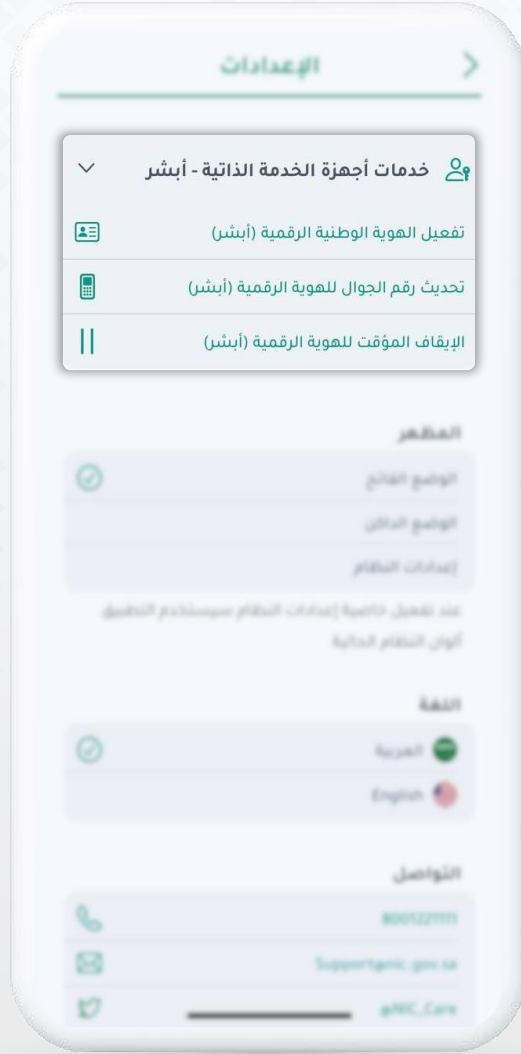 الإعدادات
خدمات أجهزة الخدمة الذاتية - أبشر
تفعيل الهوية الوطنية الرقمية (أبشر)
تحديث رقم الجوال للهوية الرقمية (أبشر)
الإيقاف المؤقت للهوية الرقمية (أبشر)
المظهر
الوضع الفاتح
الوضع الداكن
إعدادات النظام
عند تفعيل خاصية إعدادات النظام سيستخدم التطبيق
ألوان النظام الحالية
اللغة
العربية
English
التواصل
8001221111
Support@nic.gov.sa
@NIC_Care